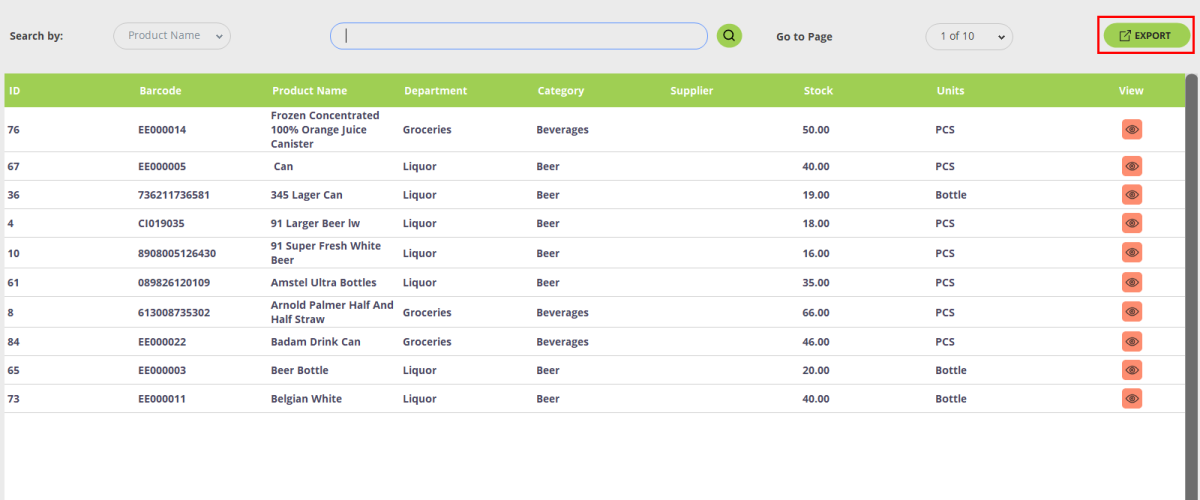 Search by: Product Name Go to Page 1 of 10 EXPORT
ID Barcode Product Name Department Category Supplier Stock Units View
76 EE000014 Frozen Concentrated 100% Orange Juice Canister Groceries Beverages 50.00 PCS
67 EE000005 Can Liquor Beer 40.00 PCS
36 736211736581 345 Lager Can Liquor Beer 19.00 Bottle
4 CI019035 91 Larger Beer lw Liquor Beer 18.00 PCS
10 8908005126430 91 Super Fresh White Beer Liquor Beer 16.00 PCS
61 089826120109 Amstel Ultra Bottles Liquor Beer 35.00 PCS
8 613008735302 Arnold Palmer Half And Half Straw Groceries Beverages 66.00 PCS
84 EE000022 Badam Drink Can Groceries Beverages 46.00 PCS
65 EE000003 Beer Bottle Liquor Beer 20.00 Bottle
73 EE000011 Belgian White Liquor Beer 40.00 Bottle